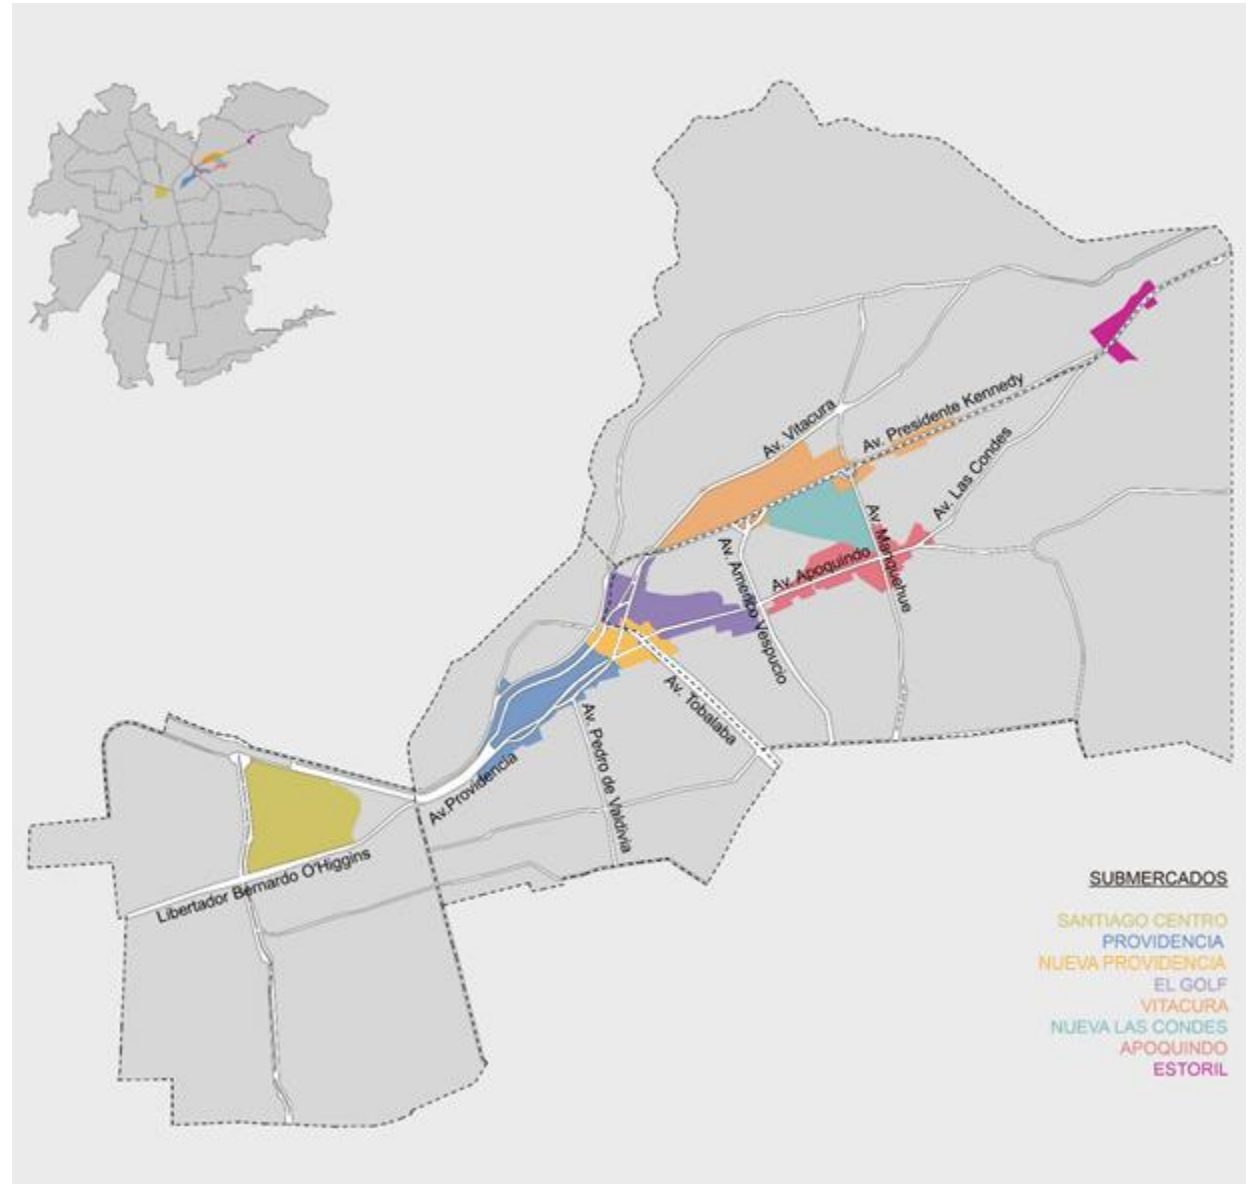 Av. Vitacura
Av. Presidente Kennedy
Av. Las Condes
Av. Manquehue
Av. Apoquindo
Av. Americo Vespucio
Av. Tobalaba
Av. Pedro de Valdivia
Av.Providencia
Libertador Bernardo O'Higgins
SUBMERCADOS
SANTIAGO CENTRO
PROVIDENCIA
NUEVA PROVIDENCIA
EL GOLF
VITACURA
NUEVA LAS CONDES
APOQUINDO
ESTORIL